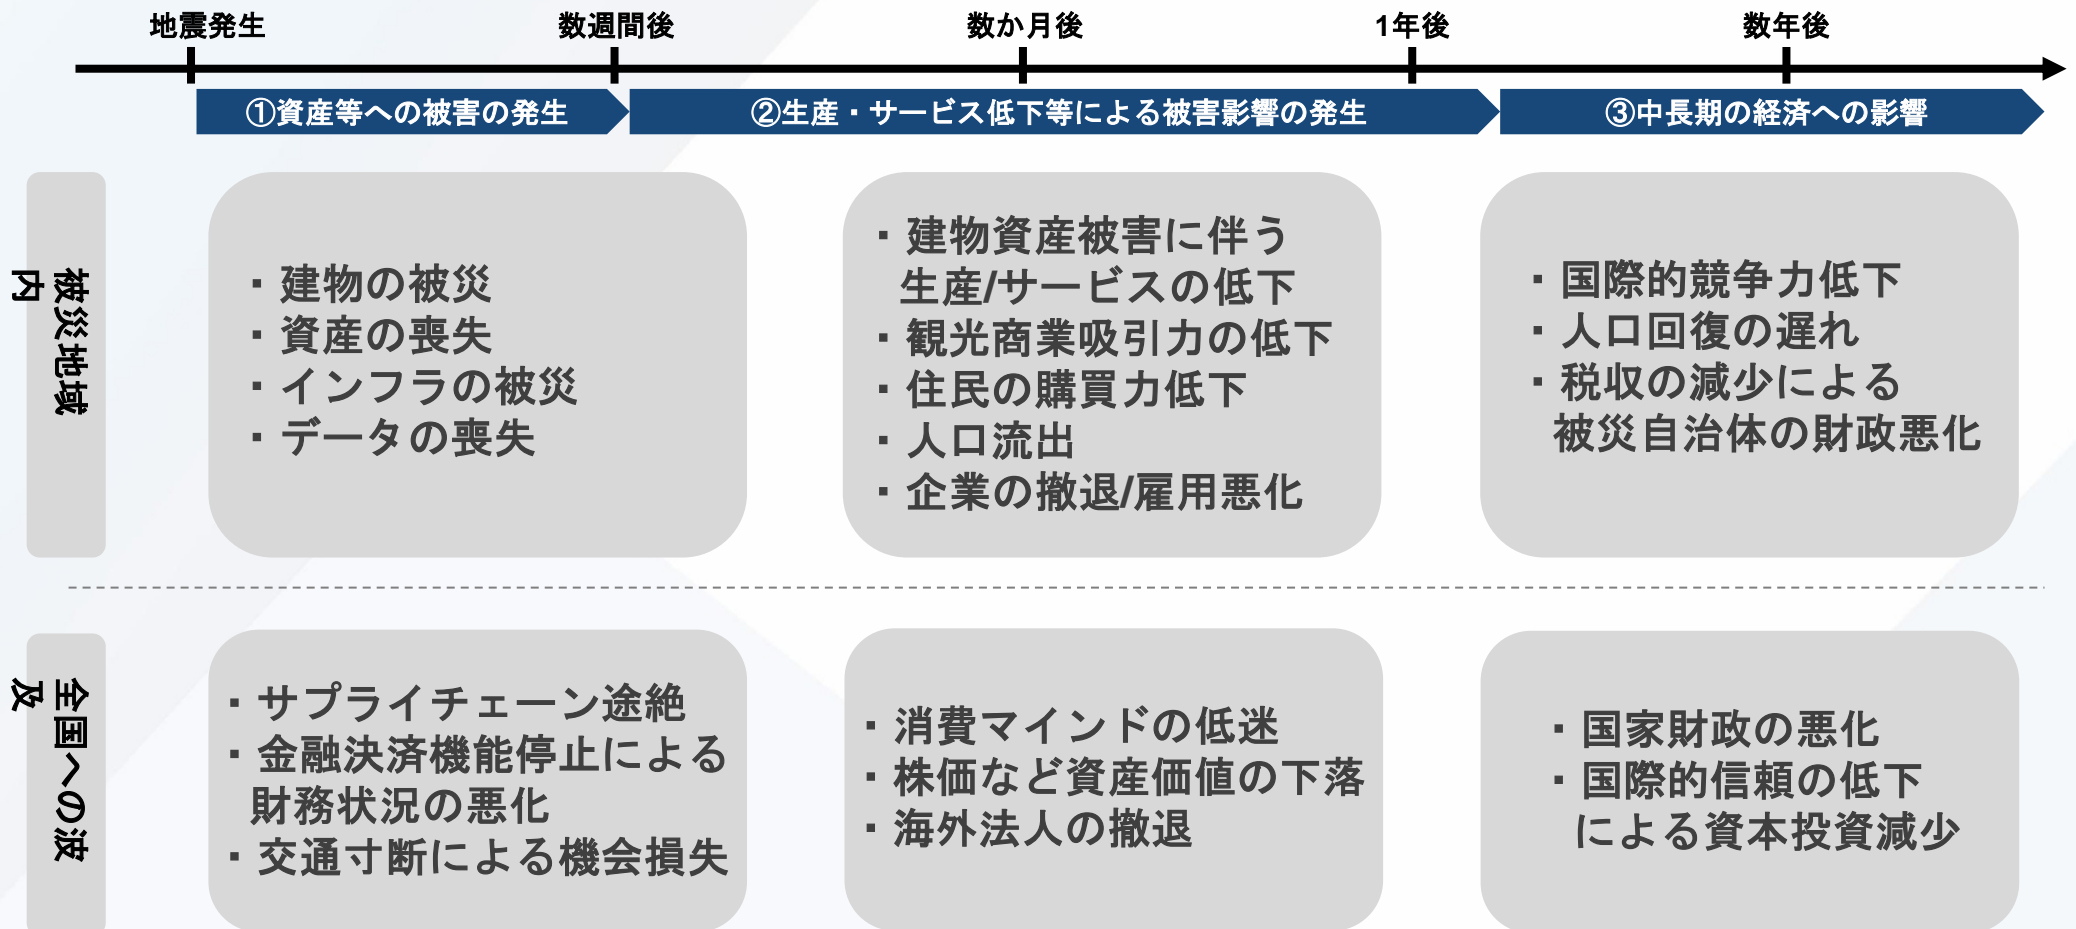 地震発生
数週間後
数か月後
1年後
数年後
①資産等への被害の発生
②生産・サービス低下等による被害影響の発生
③中長期の経済への影響
被災地域
内
・建物の被災
・資産の喪失
・インフラの被災
・データの喪失
・建物資産被害に伴う
生産/サービスの低下
・観光商業吸引力の低下
・住民の購買力低下
・人口流出
・企業の撤退/雇用悪化
・国際的競争力低下
・人口回復の遅れ
・税収の減少による
被災自治体の財政悪化
全国への波
及
・サプライチェーン途絶
・金融決済機能停止による
財務状況の悪化
・交通寸断による機会損失
・消費マインドの低迷
・株価など資産価値の下落
・海外法人の撤退
・国家財政の悪化
・国際的信頼の低下
による資本投資減少